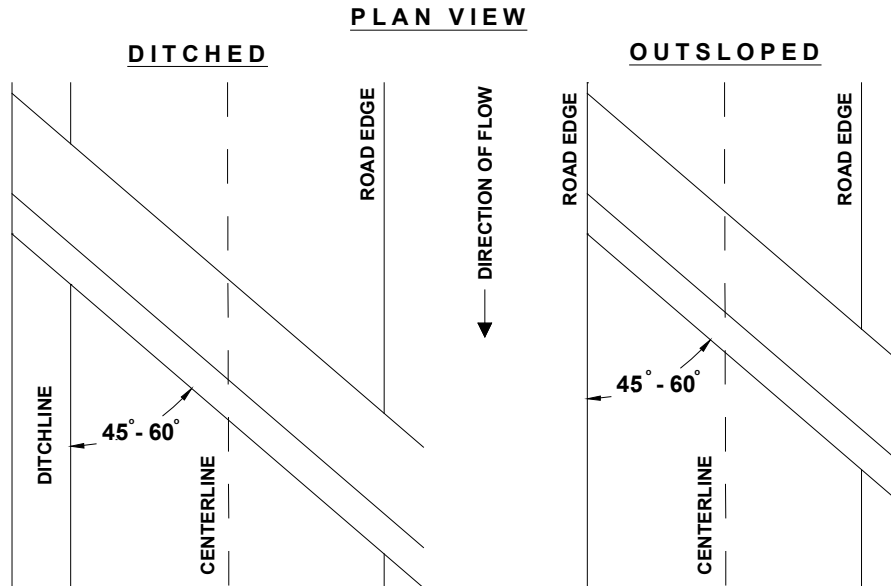 PLAN VIEW
DITCHED
OUTSLOPED
ROAD EDGE
DIRECTION OF FLOW
ROAD EDGE
ROAD EDGE
45° - 60°
45° - 60°
DITCHLINE
CENTERLINE
CENTERLINE